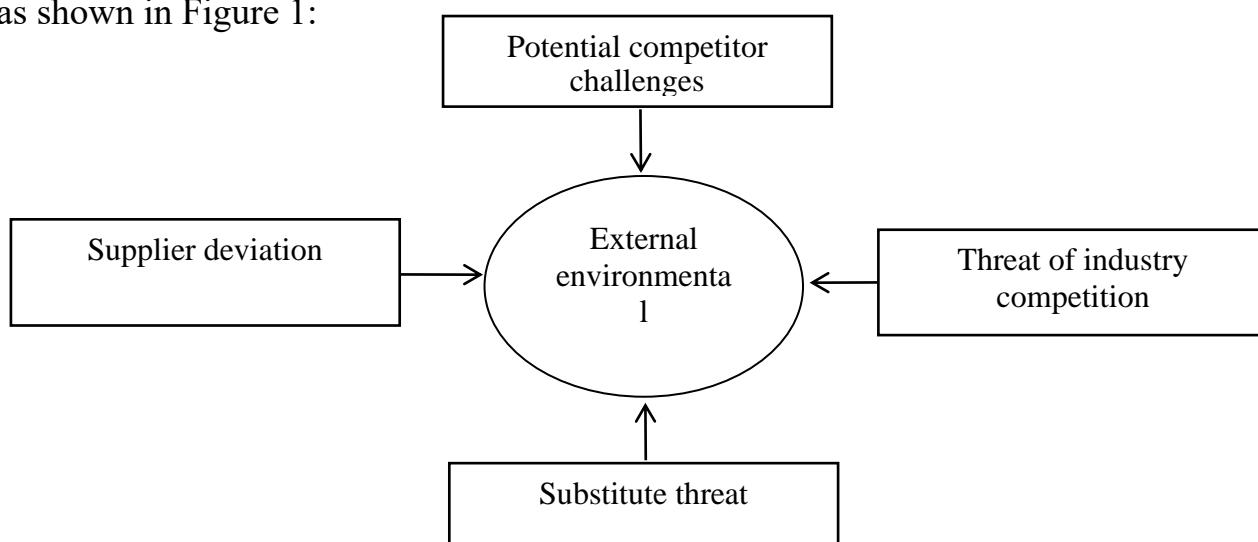 as shown in Figure 1:
Potential competitor
challenges
Supplier deviation
External
environmenta
l
Threat of industry
competition
Substitute threat